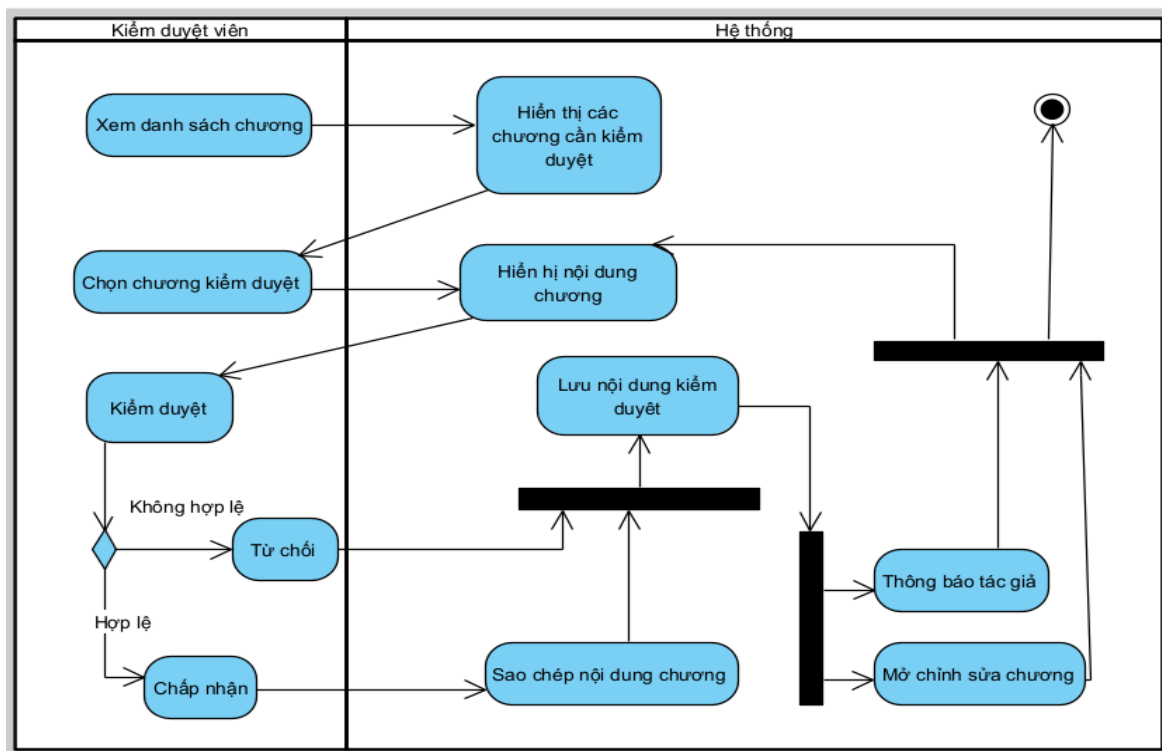 Kiểm duyệt viên
Hệ thống
Xem danh sách chương
Hiển thị các
chương cần kiểm
duyệt
Chọn chương kiểm duyệt
Hiển hị nội dung
chương
Kiểm duyệt
Lưu nội dung kiểm
duyêt
Không hợp lệ
Từ chối
Thông báo tác giả
Hợp lệ
Chấp nhận
Sao chép nội dung chương
Mở chỉnh sửa chương